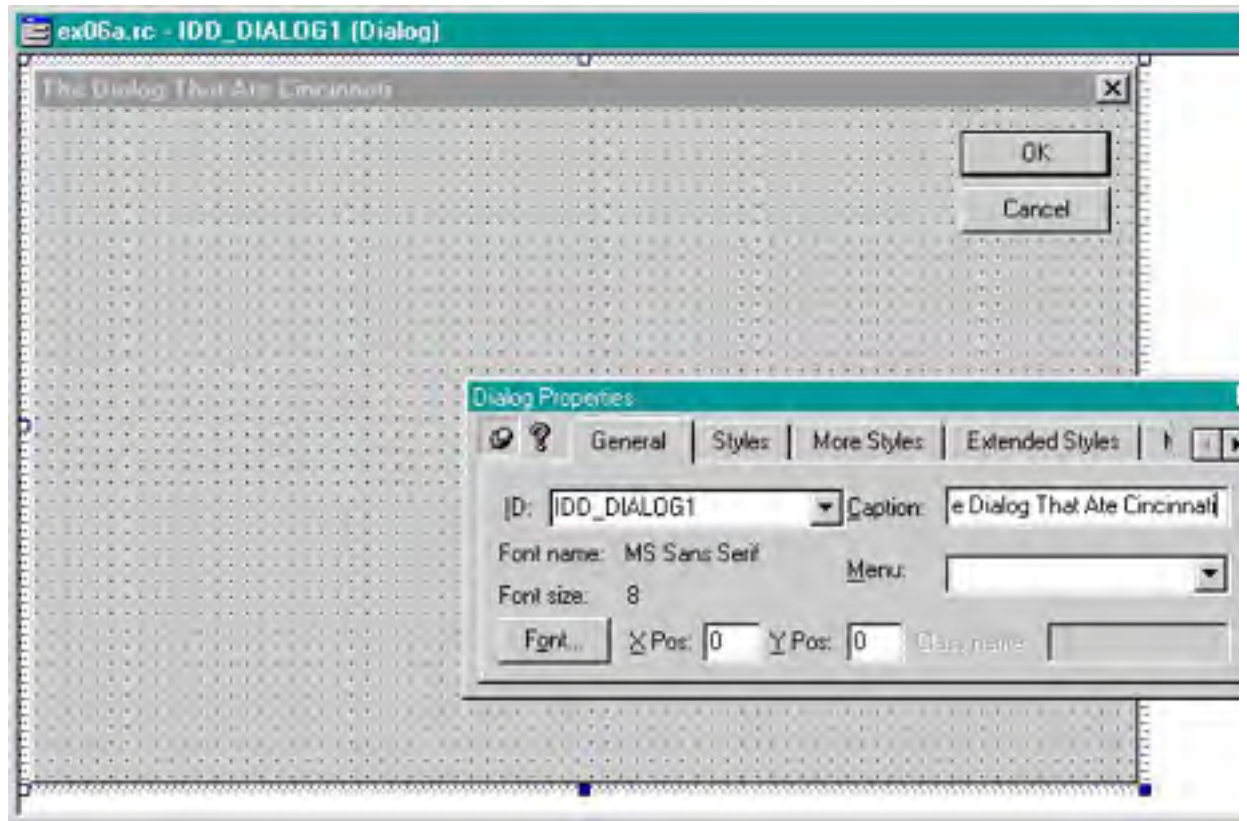 ex06a.rc - IDD_DIALOG1 (Dialog)
The Dialog That Ate Cincinnati
OK
Cancel
Dialog Properties
General Styles More Styles Extended Styles
ID: IDD_DIALOG1 Caption: e Dialog That Ate Cincinnati
Font name: MS Sans Serif Menu:
Font size: 8
Font... X Pos: 0 Y Pos: 0 Class name: